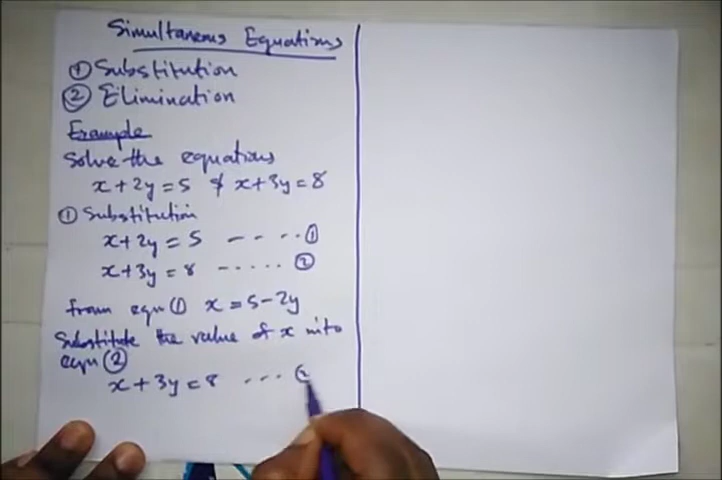 Simultaneous Equations
① Substitution
② Elimination
Example
Solve the equations
x + 2y = 5 & x + 3y = 8
① Substitution
x + 2y = 5 - - - - ①
x + 3y = 8 - ..... ②
from eqn ① x = 5 - 2y
Substitute the value of x into
eqn ②
x + 3y = 8 - - - ②